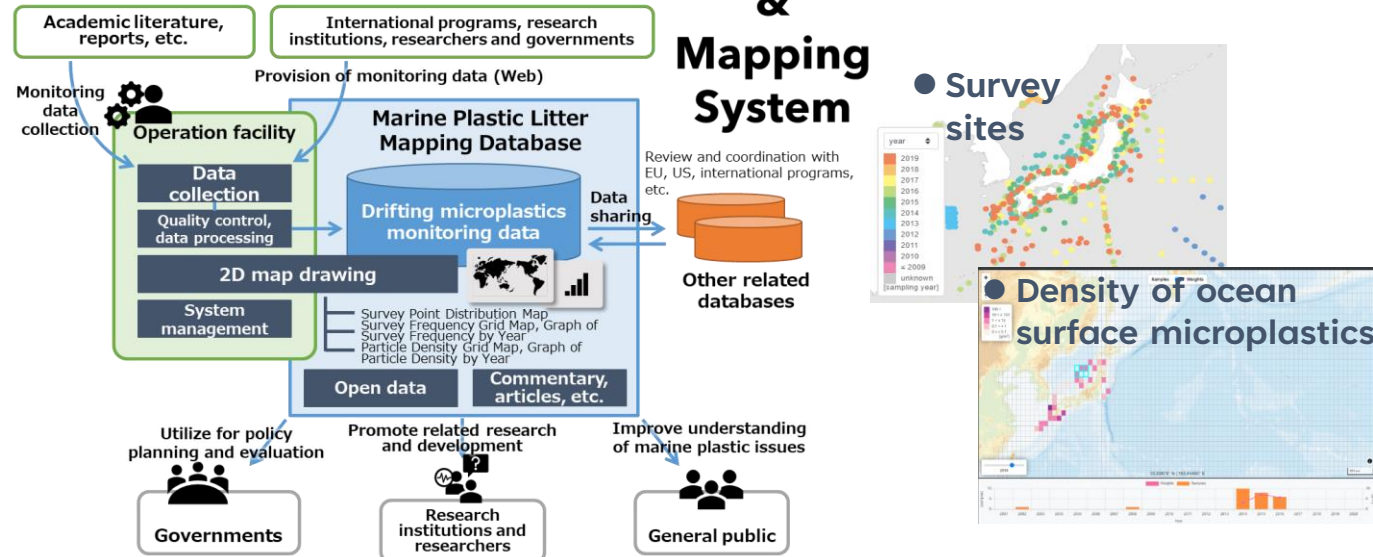 Academic literature,
reports, etc.
International programs, research
institutions, researchers and governments
&
Mapping
System
Provision of monitoring data (Web)
Monitoring
data
collection
Operation facility
Data
collection
Quality control,
data processing
2D map drawing
System
management
Marine Plastic Litter
Mapping Database
Drifting microplastics
monitoring data
Survey Point Distribution Map
Survey Frequency Grid Map, Graph of
Survey Frequency by Year
Particle Density Grid Map, Graph of
Particle Density by Year
Open data
Commentary,
articles, etc.
Data
sharing
Review and coordination with
EU, US, international programs,
etc.
Other related
databases
Utilize for policy
planning and evaluation
Governments
Promote related research
and development
?
Research
institutions and
researchers
Improve understanding
of marine plastic issues
General public
● Survey
sites
year
2019
2018
2017
2016
2015
2014
2013
2012
2011
2010
≤ 2009
unknown
[sampling year]
● Density of ocean
surface microplastics